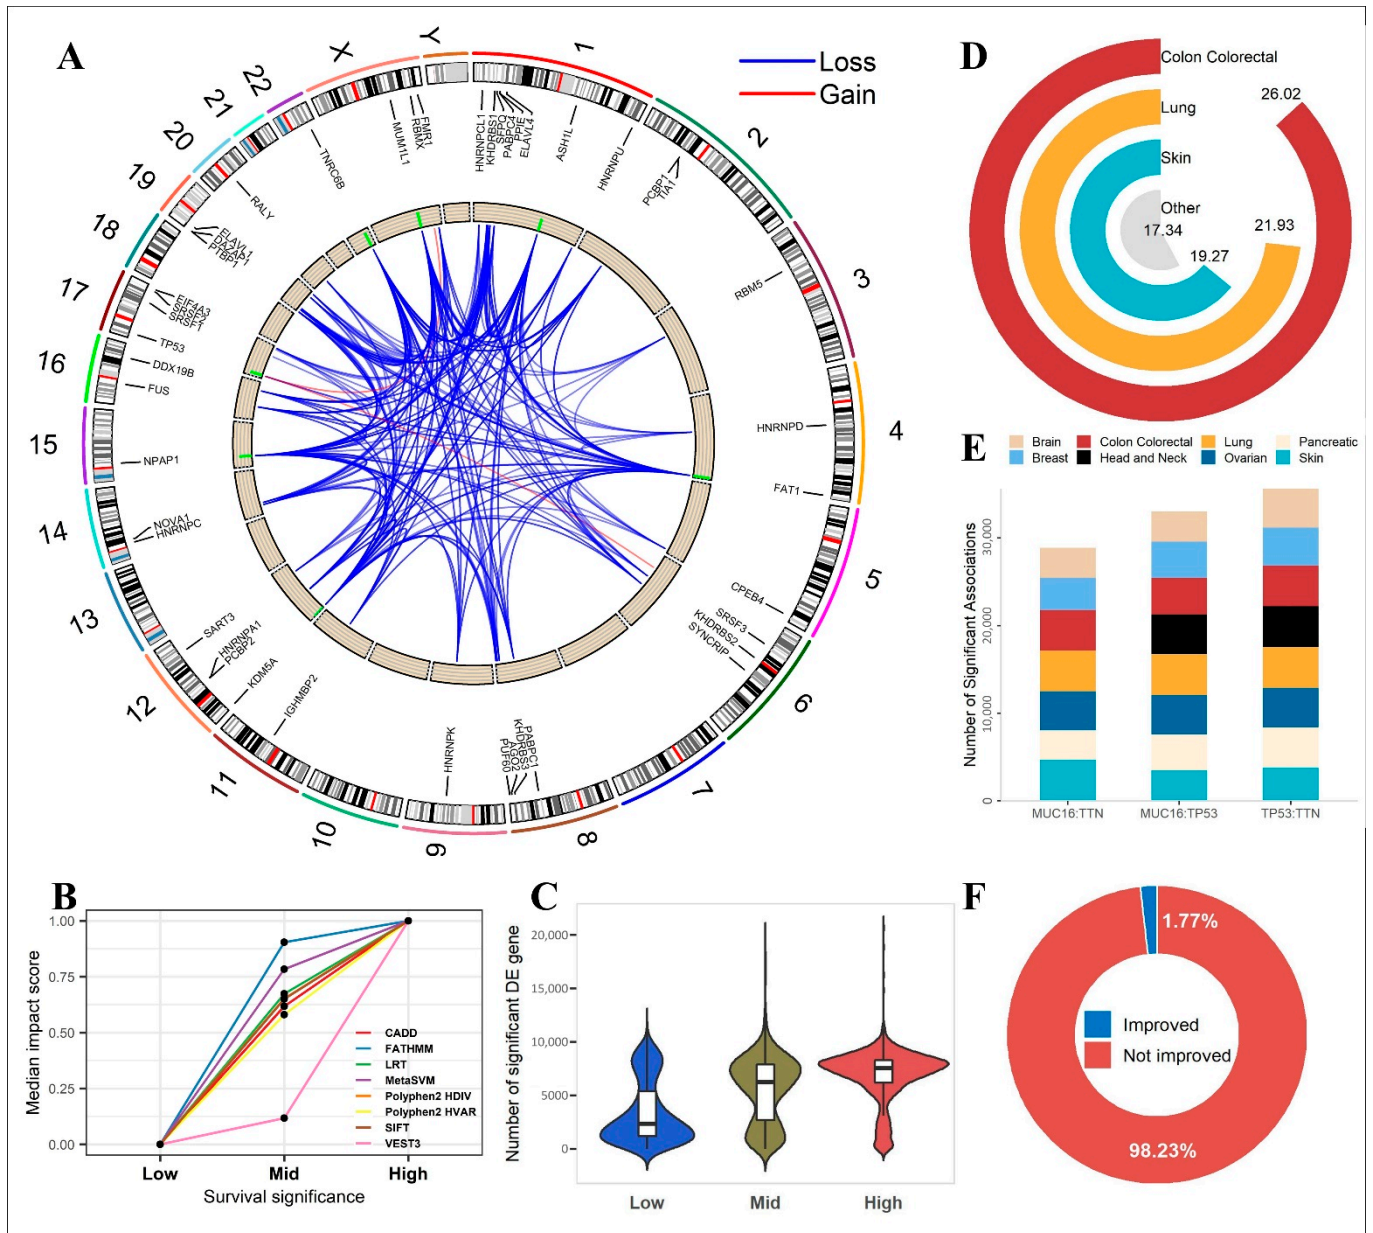 A
Loss
Gain
1
2
3
4
5
6
7
8
9
10
11
12
13
14
15
16
17
18
19
20
21
22
X
Y
HNRNPCL1
KHDRBS1
SFPQ
PABPC4
PPIE
ELAVL4
ASH1L
HNRNPU
PCBP1
TIA1
RBM5
HNRNPD
FAT1
CPEB4
SRSF3
KHDRBS2
SYNCRIP
PABPC1
KHDRBS3
AGO2
PUF60
HNRNPK
IGHMBP2
KDM5A
PCBP2
HNRNPA1
SART3
HNRNPC
NOVA1
NPAP1
FUS
DDX19B
TP53
SRSF1
SRSF2
EIF4A3
PTBP1
DAZAP1
ELAVL1
RALY
TNRC6B
MUM1L1
RBMX
FMR1
B
Median impact score
1.00
0.75
0.50
0.25
0.00
CADD
FATHMM
LRT
MetaSVM
Polyphen2 HDIV
Polyphen2 HVAR
SIFT
VEST3
Low
Mid
High
Survival significance
C
Number of significant DE gene
20,000
15,000
10,000
5000
0
Low
Mid
High
D
Colon Colorectal
26.02
Lung
21.93
Skin
19.27
Other
17.34
E
Brain
Colon Colorectal
Lung
Pancreatic
Breast
Head and Neck
Ovarian
Skin
Number of Significant Associations
30,000
20,000
10,000
0
MUC16:TTN
MUC16:TP53
TP53:TTN
F
1.77%
Improved
Not improved
98.23%